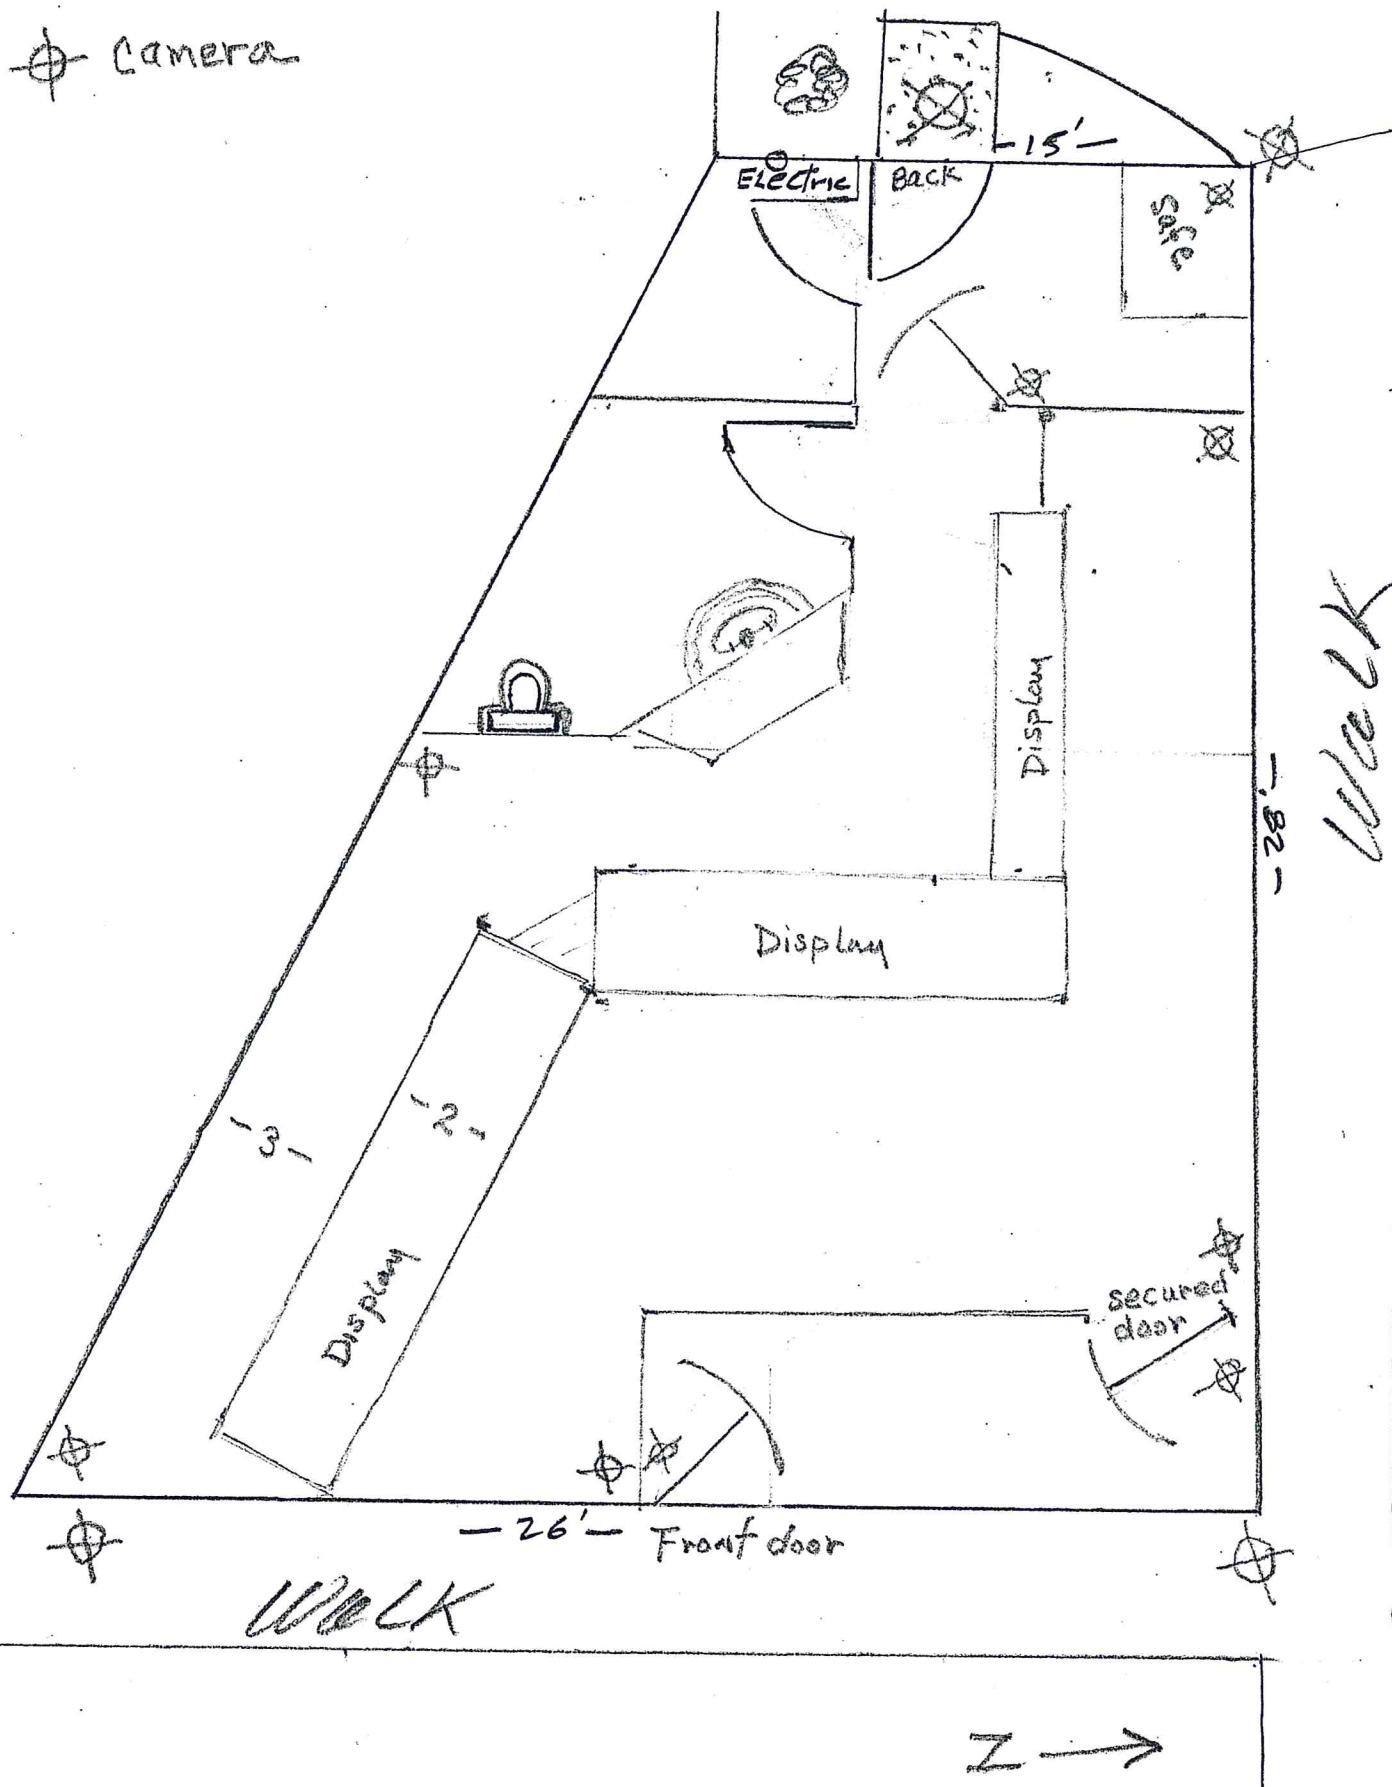 camera
-15'-
Electric
Back
Safe
Display
Walk
-28'-
Display
-2-
-3-
Display
secured
door
-26'-
Front door
Walk
Z